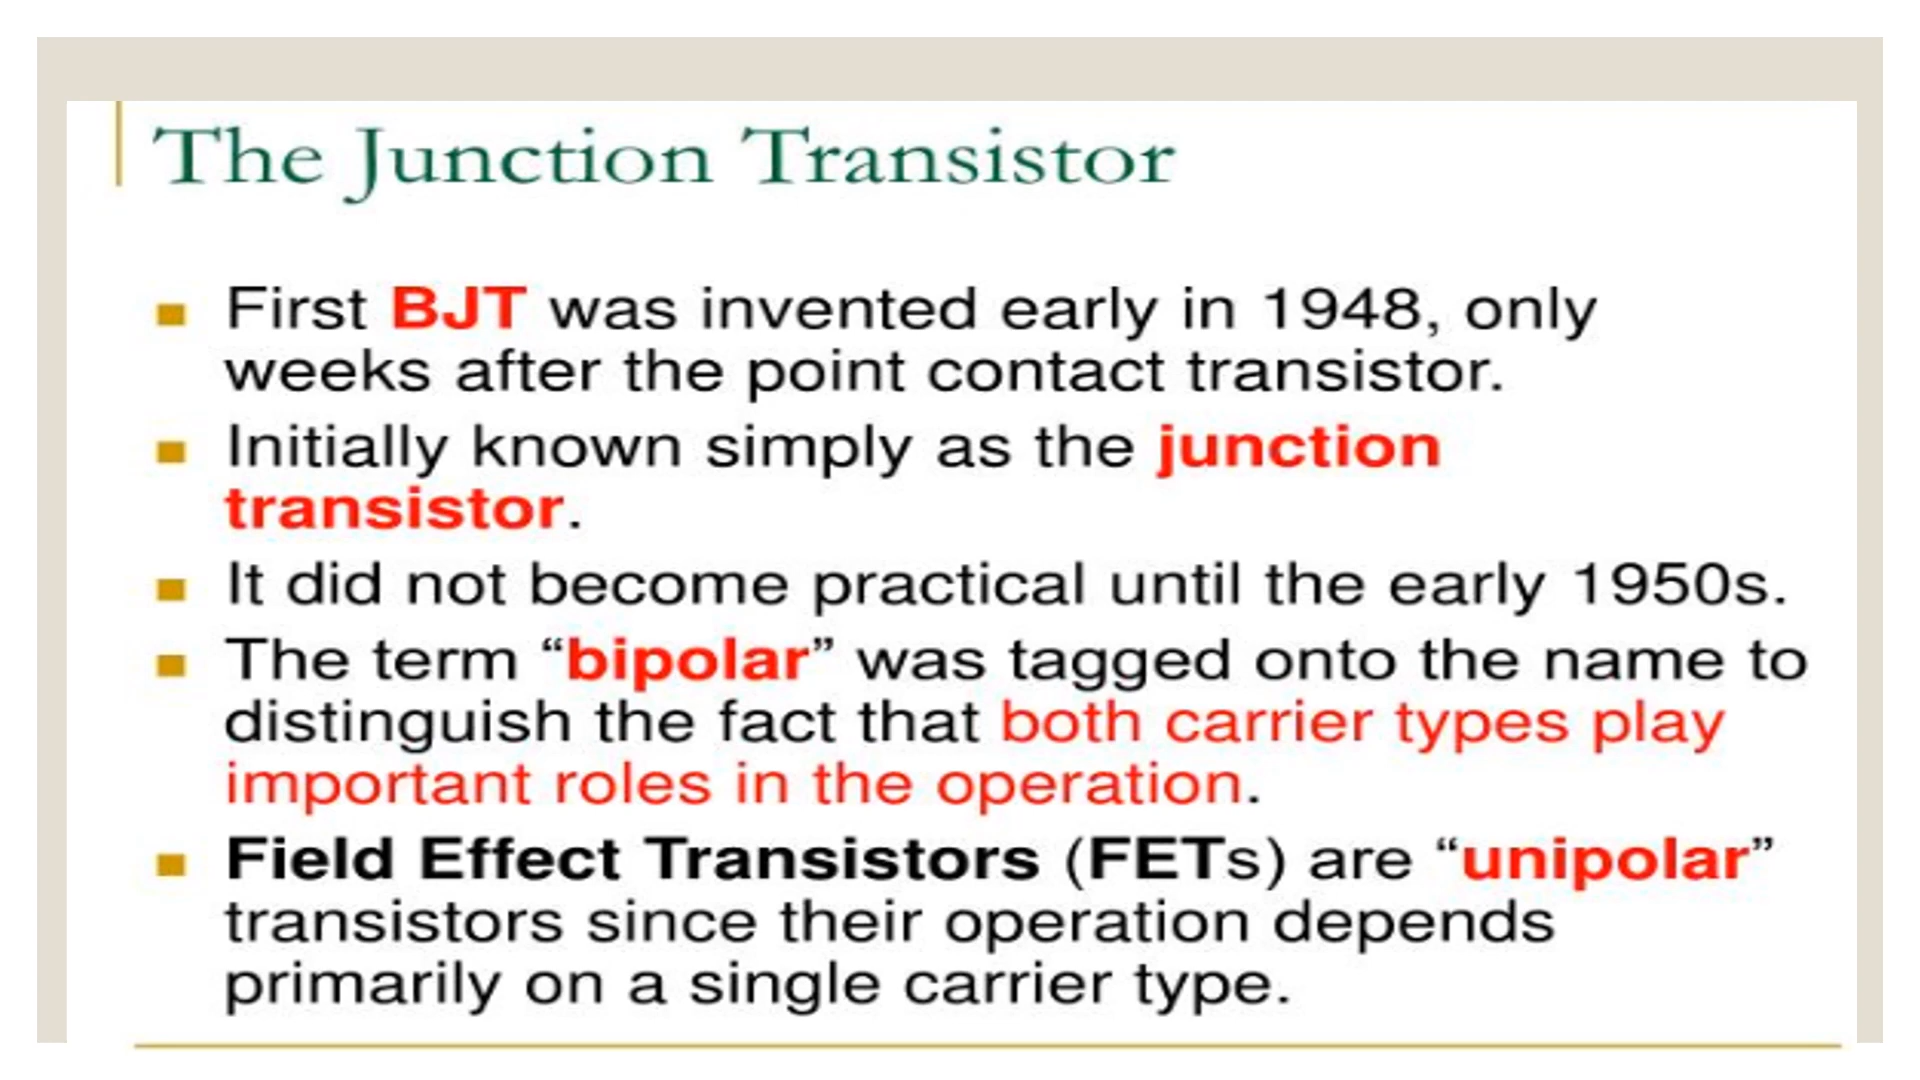 The Junction Transistor
First BJT was invented early in 1948, only
weeks after the point contact transistor.
Initially known simply as the junction
transistor.
It did not become practical until the early 1950s.
The term “bipolar” was tagged onto the name to
distinguish the fact that both carrier types play
important roles in the operation.
Field Effect Transistors (FETs) are “unipolar”
transistors since their operation depends
primarily on a single carrier type.